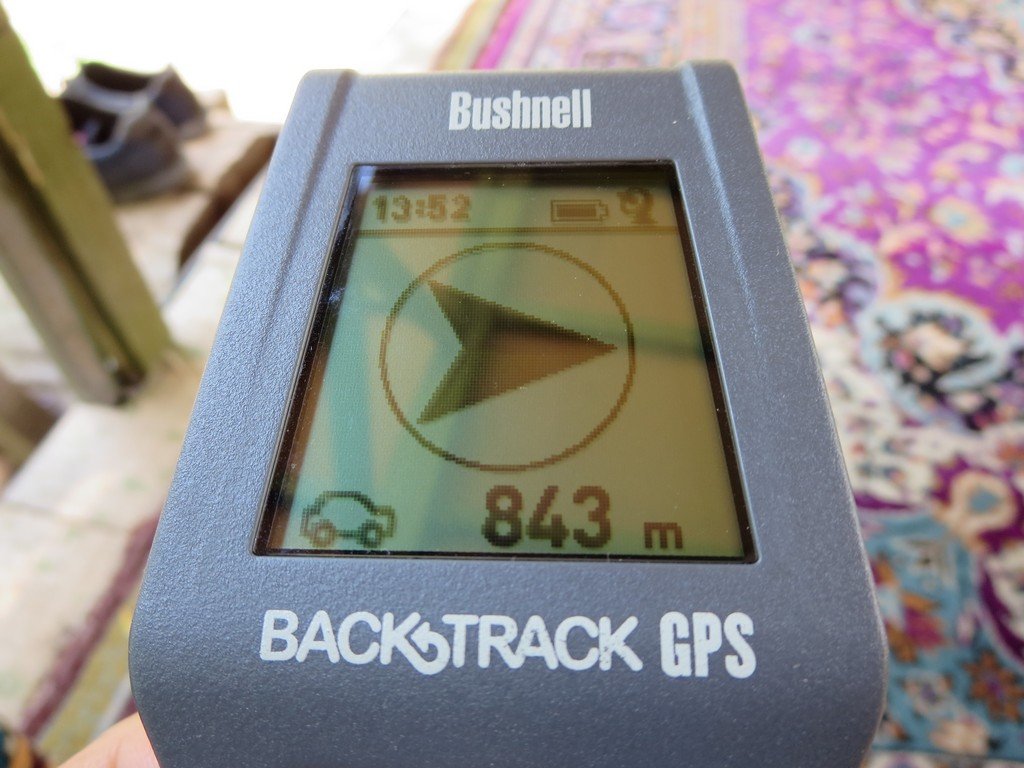 Bushnell
13:52
843 m
BACKTRACK GPS